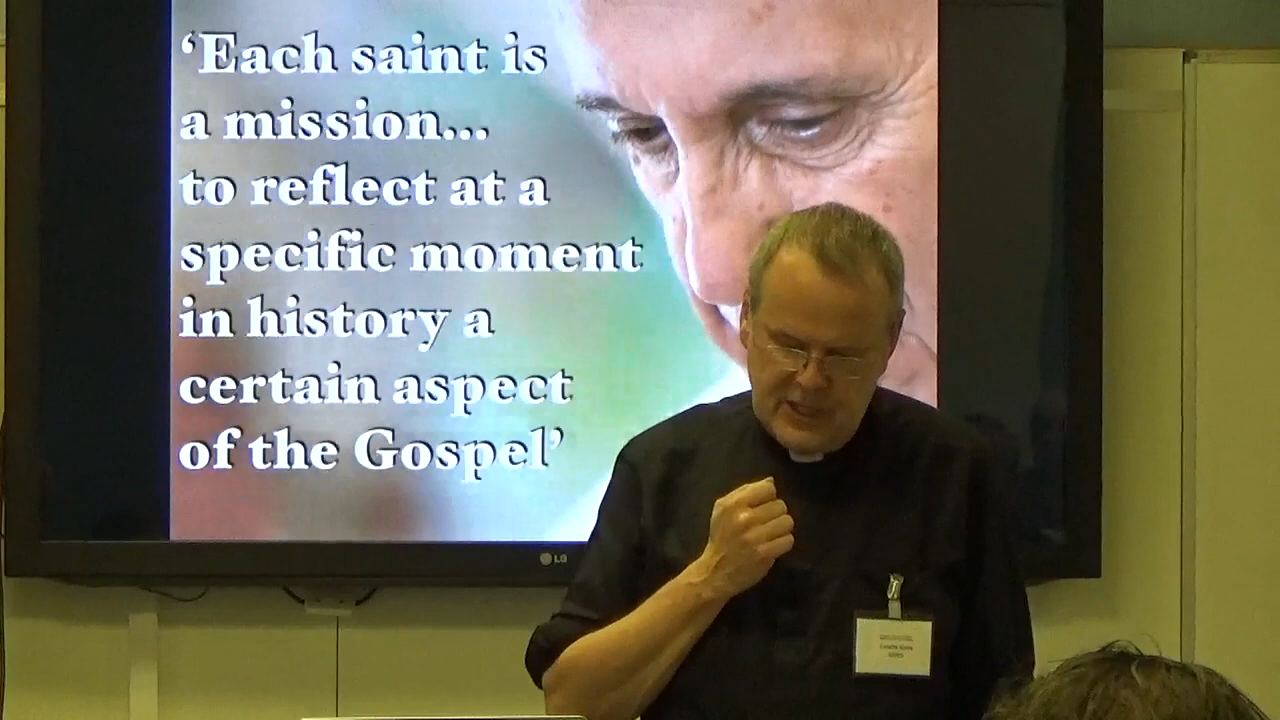 ‘Each saint is
a mission...
to reflect at a
specific moment
in history a
certain aspect
of the Gospel’
LG